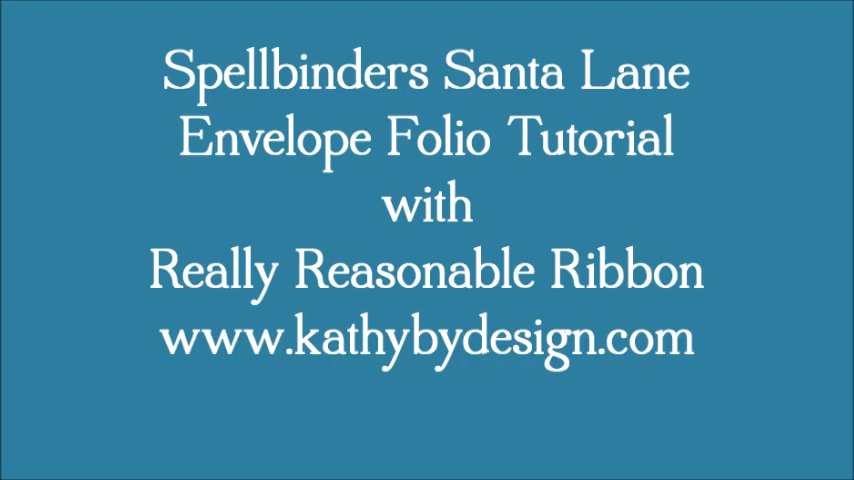 Spellbinders Santa Lane
Envelope Folio Tutorial
with
Really Reasonable Ribbon
www.kathybydesign.com